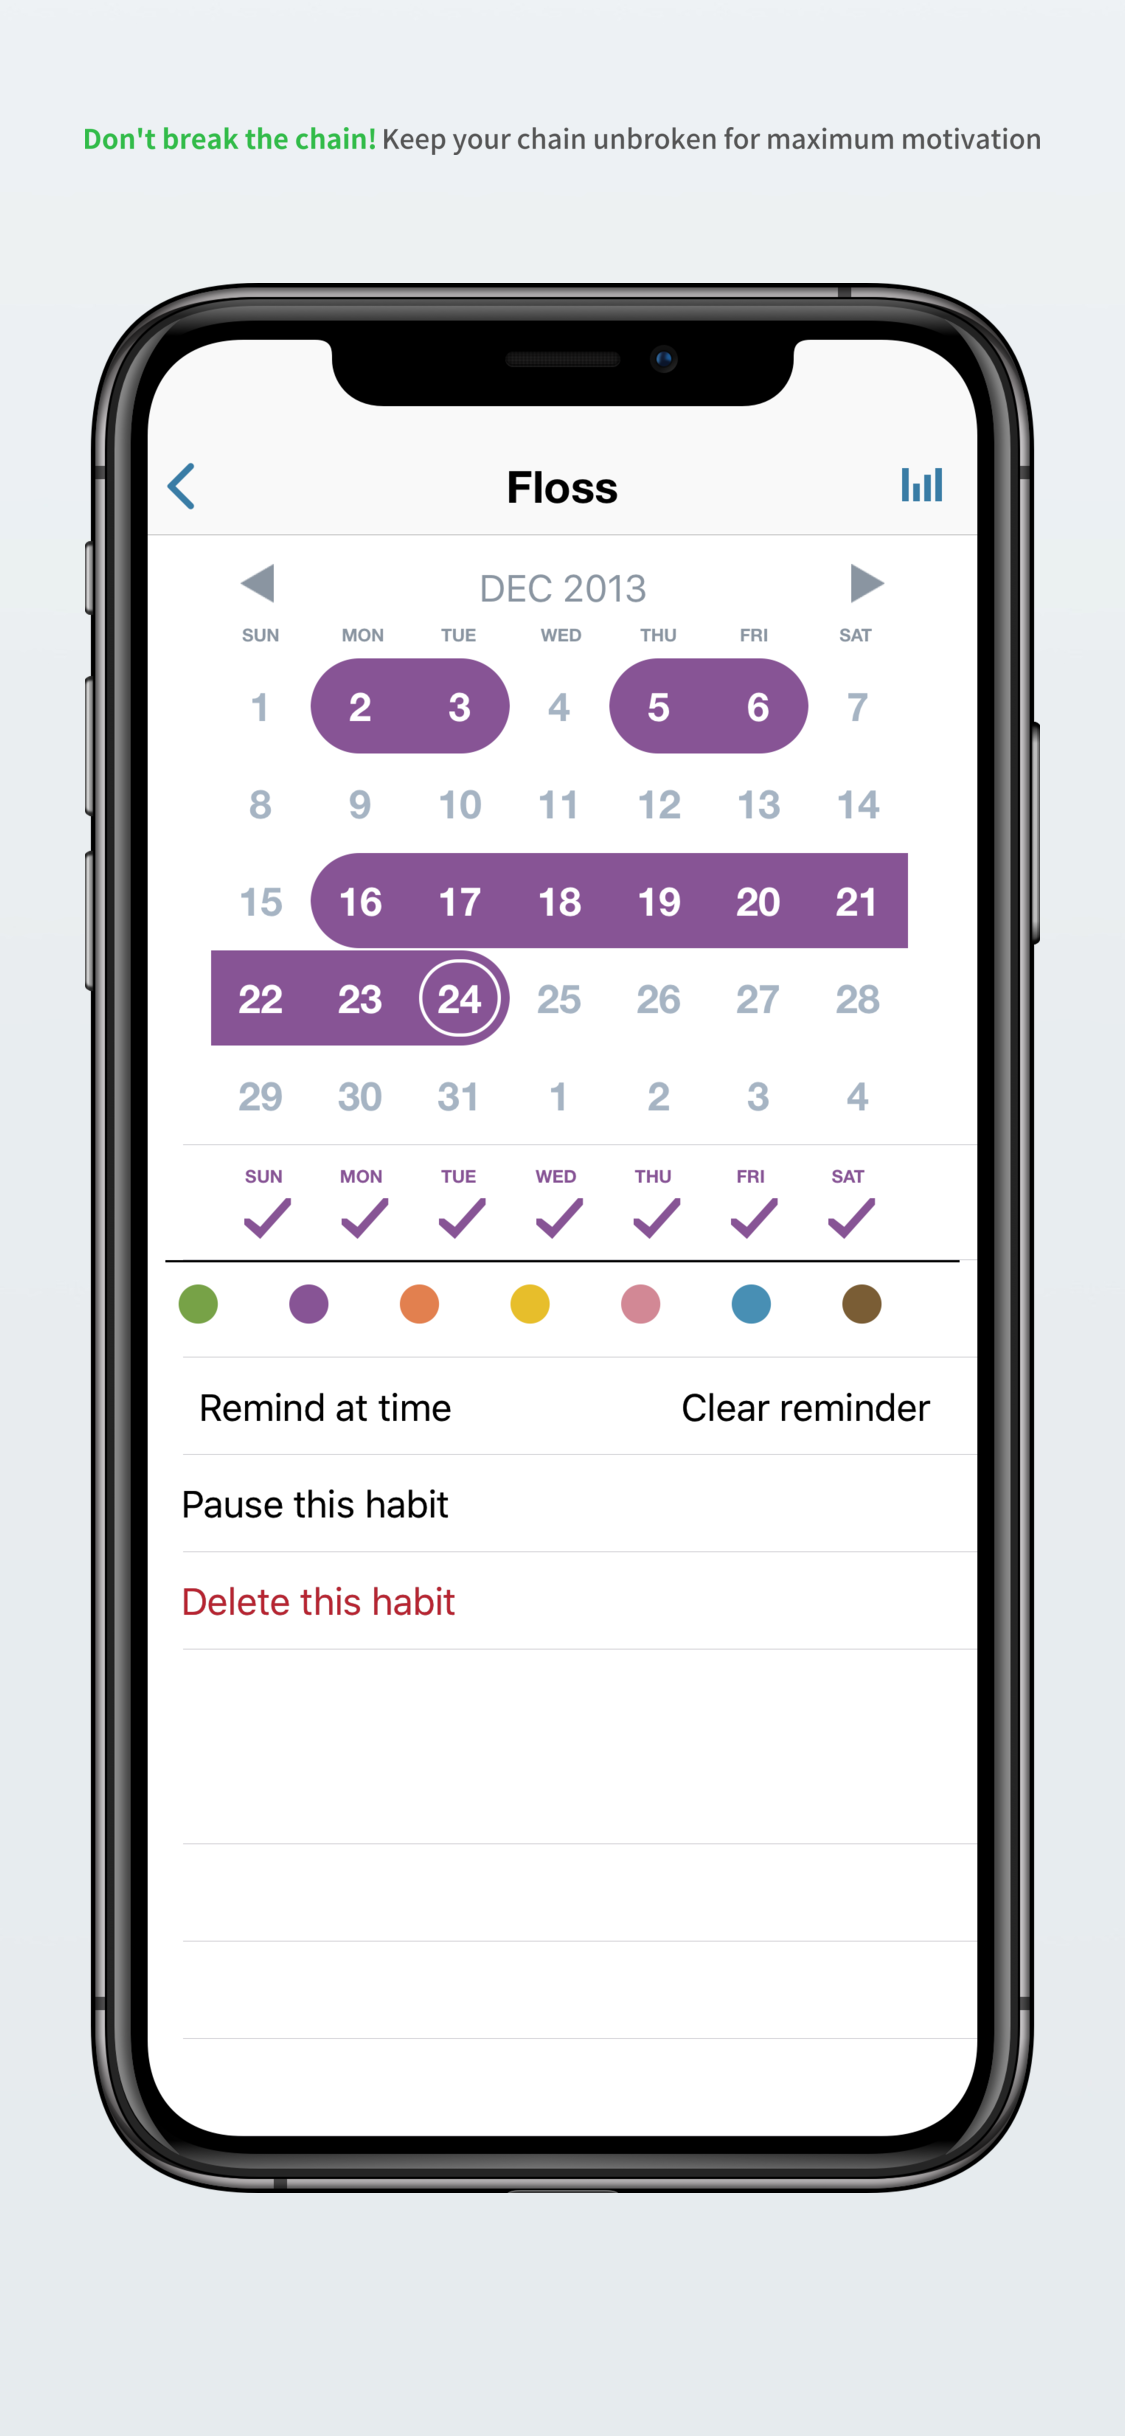 Don't break the chain! Keep your chain unbroken for maximum motivation
Floss
DEC 2013
SUN MON TUE WED THU FRI SAT
1 2 3 4 5 6 7
8 9 10 11 12 13 14
15 16 17 18 19 20 21
22 23 24 25 26 27 28
29 30 31 1 2 3 4
SUN MON TUE WED THU FRI SAT
Remind at time Clear reminder
Pause this habit
Delete this habit